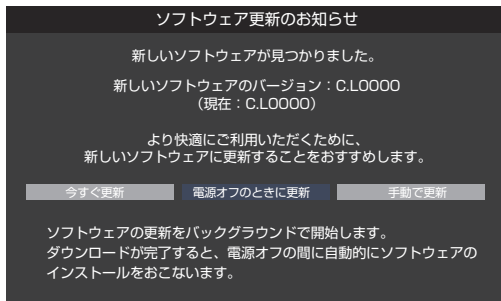 ソフトウェア更新のお知らせ
新しいソフトウェアが見つかりました。
新しいソフトウェアのバージョン：C.L0000
（現在：C.L0000）
より快適にご利用いただくために、
新しいソフトウェアに更新することをおすすめします。
今すぐ更新 電源オフのときに更新 手動で更新
ソフトウェアの更新をバックグラウンドで開始します。
ダウンロードが完了すると、電源オフの間に自動的にソフトウェアの
インストールをおこないます。